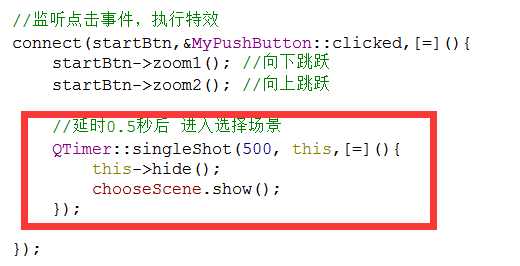 //监听点击事件，执行特效
connect(startBtn,&MyPushButton::clicked,[=](){
startBtn->zoom1(); //向下跳跃
startBtn->zoom2(); //向上跳跃
//延时0.5秒后 进入选择场景
QTimer::singleShot(500, this,[=](){
this->hide();
chooseScene.show();
});
});